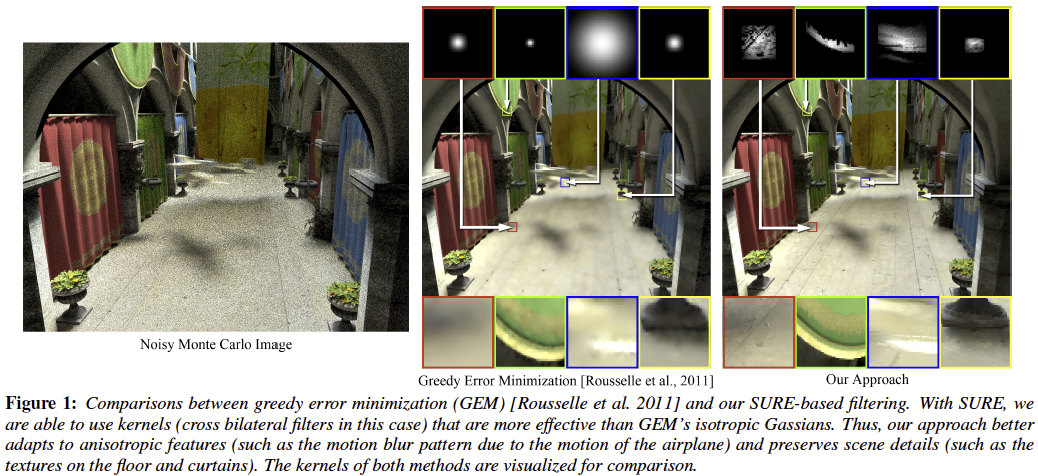 Noisy Monte Carlo Image
Greedy Error Minimization [Rousselle et al., 2011]
Our Approach
Figure 1: Comparisons between greedy error minimization (GEM) [Rousselle et al. 2011] and our SURE-based filtering. With SURE, we
are able to use kernels (cross bilateral filters in this case) that are more effective than GEM's isotropic Gassians. Thus, our approach better
adapts to anisotropic features (such as the motion blur pattern due to the motion of the airplane) and preserves scene details (such as the
textures on the floor and curtains). The kernels of both methods are visualized for comparison.